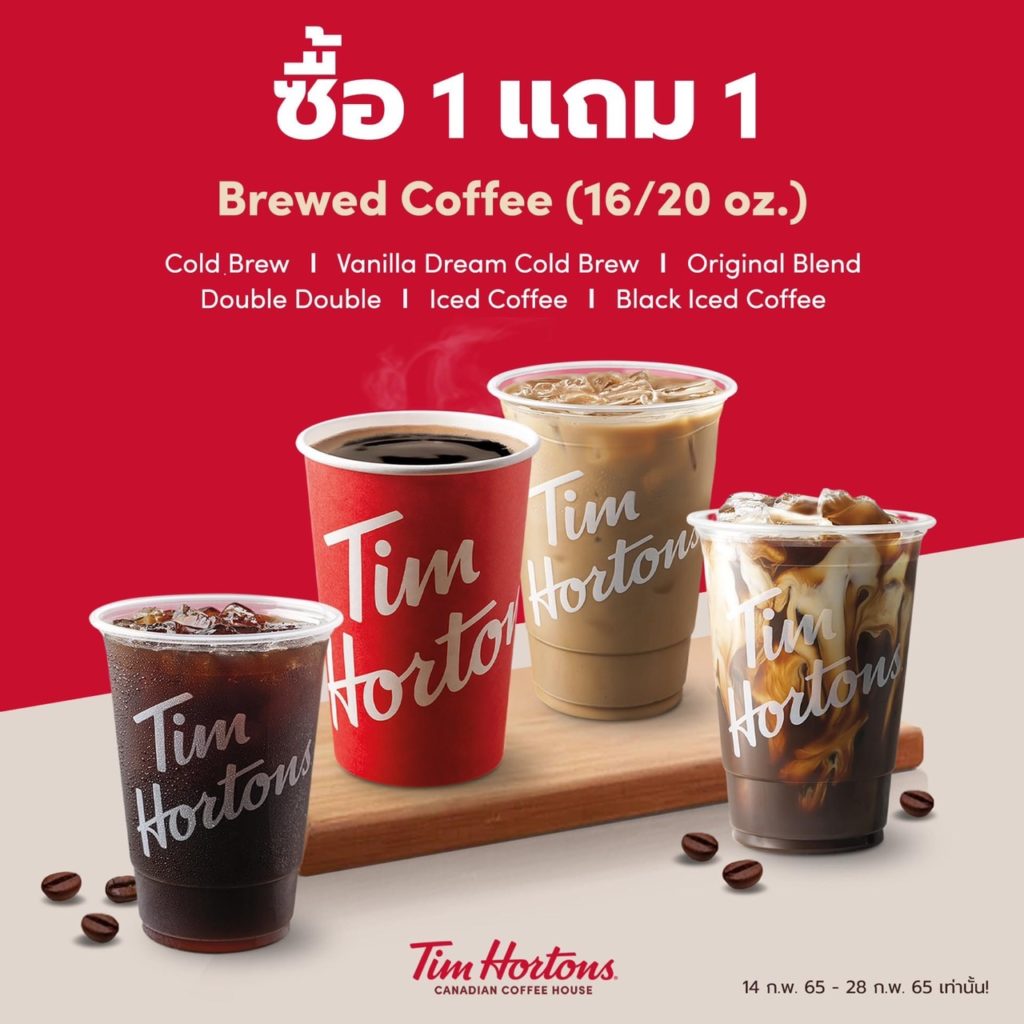 ซื้อ 1 แถม 1
Brewed Coffee (16/20 oz.)
Cold Brew | Vanilla Dream Cold Brew | Original Blend
Double Double | Iced Coffee | Black Iced Coffee
Tim
Hortons
Tim
Hortons
Tim
Hortons
Tim
Hortons
Tim Hortons.
CANADIAN COFFEE HOUSE
14 ก.พ. 65 - 28 ก.พ. 65 เท่านั้น!